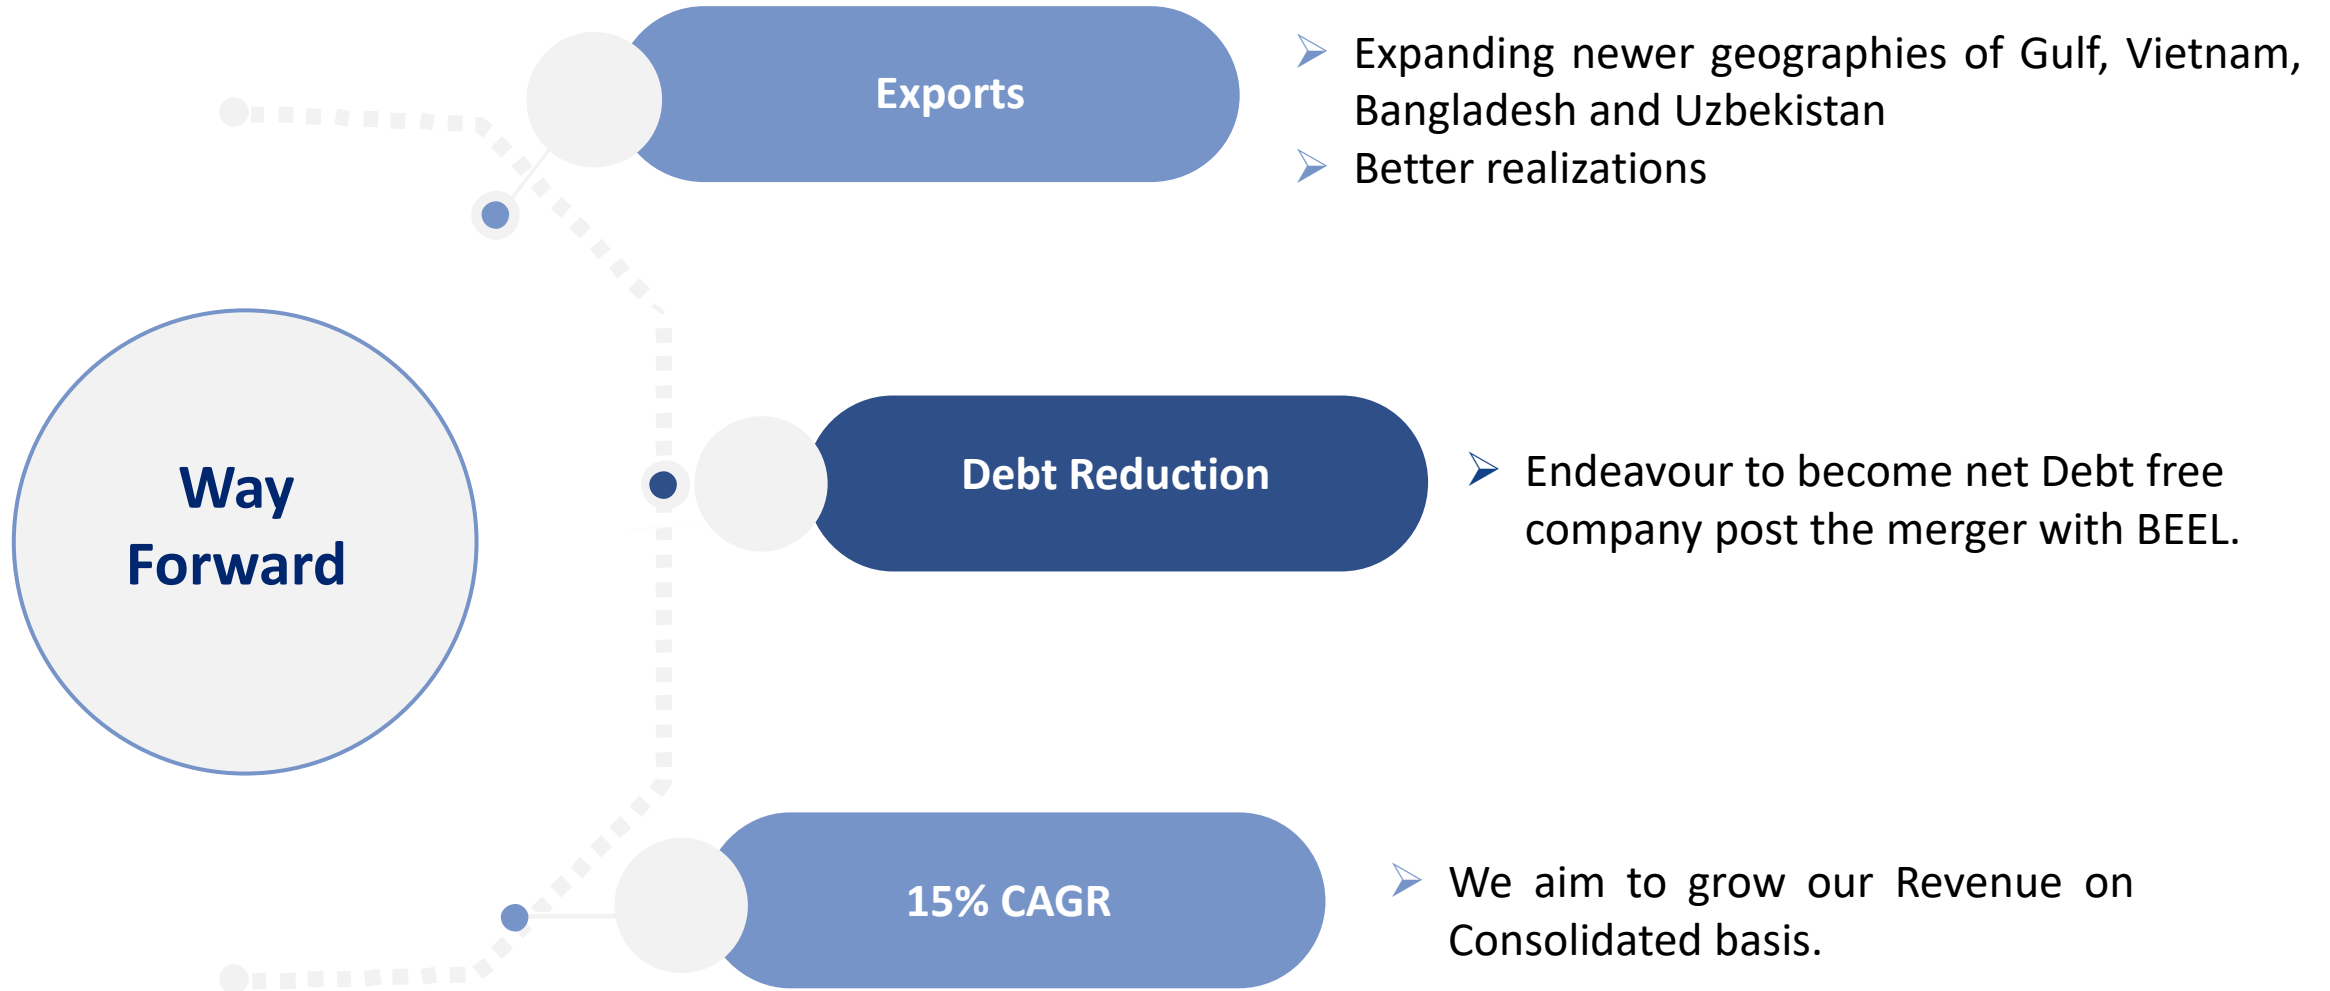 Way
Forward
Exports
Expanding newer geographies of Gulf, Vietnam,
Bangladesh and Uzbekistan
Better realizations
Debt Reduction
Endeavour to become net Debt free
company post the merger with BEEL.
15% CAGR
We aim to grow our Revenue on
Consolidated basis.